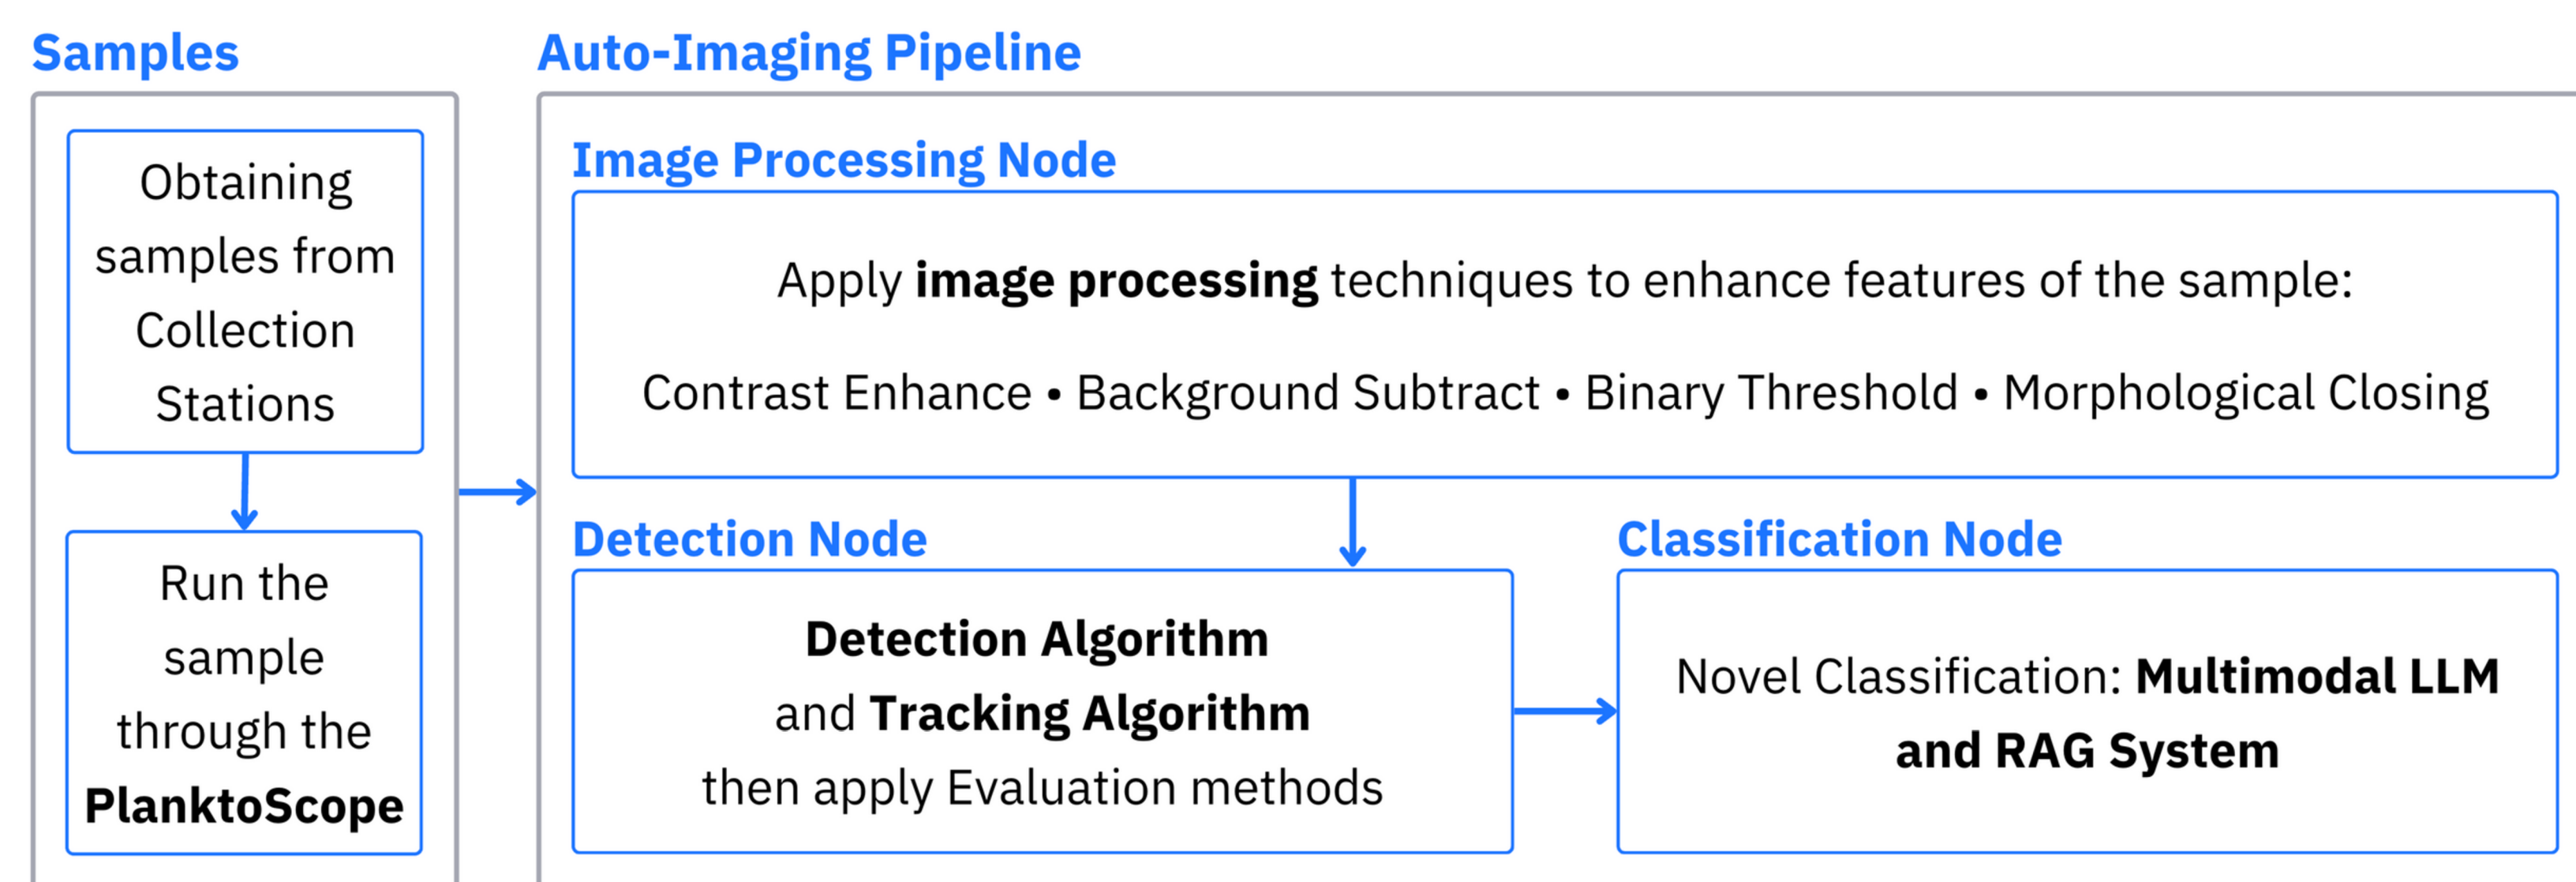 Samples
Obtaining
samples from
Collection
Stations
Run the
sample
through the
PlanktoScope
Auto-Imaging Pipeline
Image Processing Node
Apply image processing techniques to enhance features of the sample:
Contrast Enhance • Background Subtract • Binary Threshold • Morphological Closing
Detection Node
Detection Algorithm
and Tracking Algorithm
then apply Evaluation methods
Classification Node
Novel Classification: Multimodal LLM
and RAG System